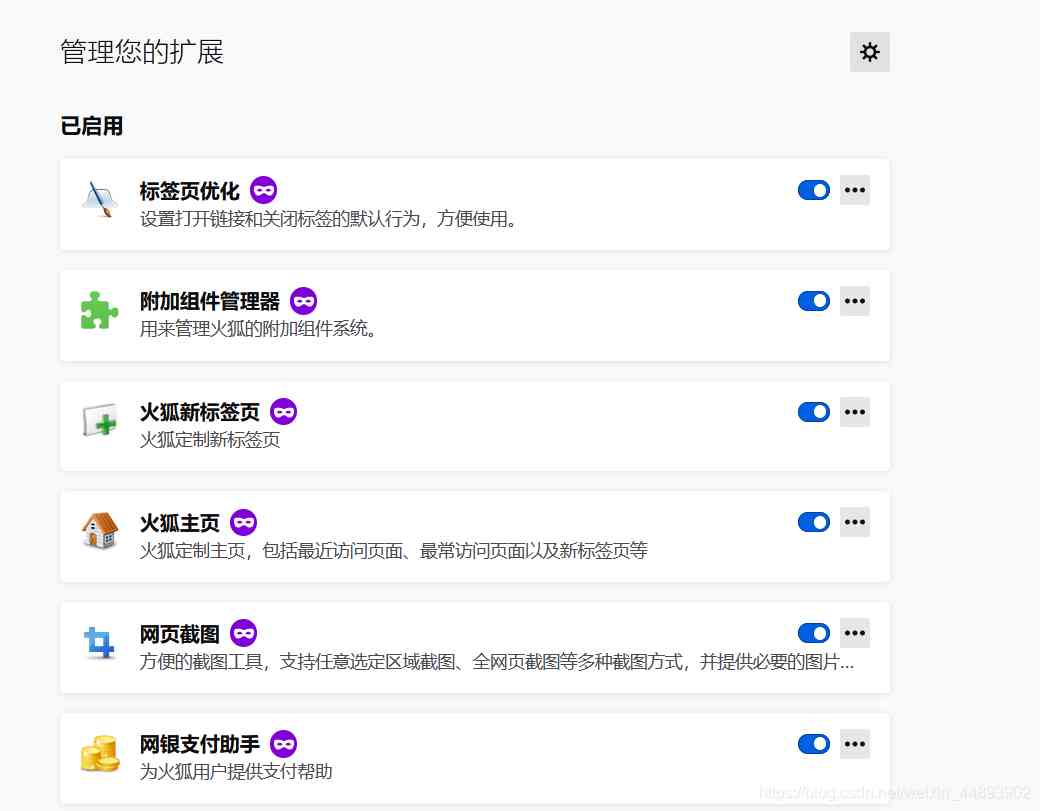 管理您的扩展
已启用
标签页优化
设置打开链接和关闭标签的默认行为，方便使用。
附加组件管理器
用来管理火狐的附加组件系统。
火狐新标签页
火狐定制新标签页
火狐主页
火狐定制主页，包括最近访问页面、最常访问页面以及新标签页等
网页截图
方便的截图工具，支持任意选定区域截图、全网页截图等多种截图方式，并提供必要的图片...
网银支付助手
为火狐用户提供支付帮助
https://blog.csdn.net/weixin_44893902